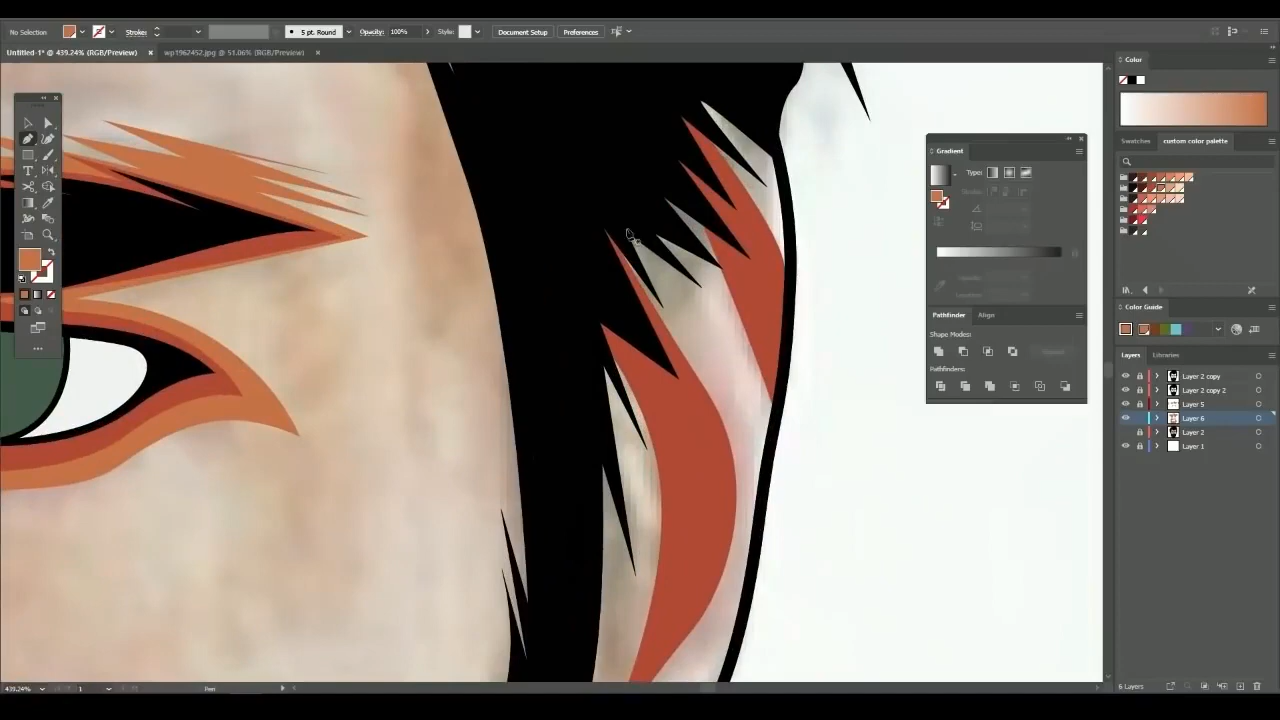 No Selection Stroke: 5 pt. Round Opacity: 100% Style: Document Setup Preferences
Untitled-1* @ 439.24% (RGB/Preview) × wp1962452.jpg @ 51.06% (RGB/Preview) ×
Color
Gradient
Type:
Swatches custom color palette
Color Guide
Pathfinder Align
Shape Modes:
Pathfinders:
Layers Libraries
Layer 2 copy
Layer 2 copy 2
Layer 5
Layer 6
Layer 2
Layer 1
439.24% 1 Pen 6 Layers